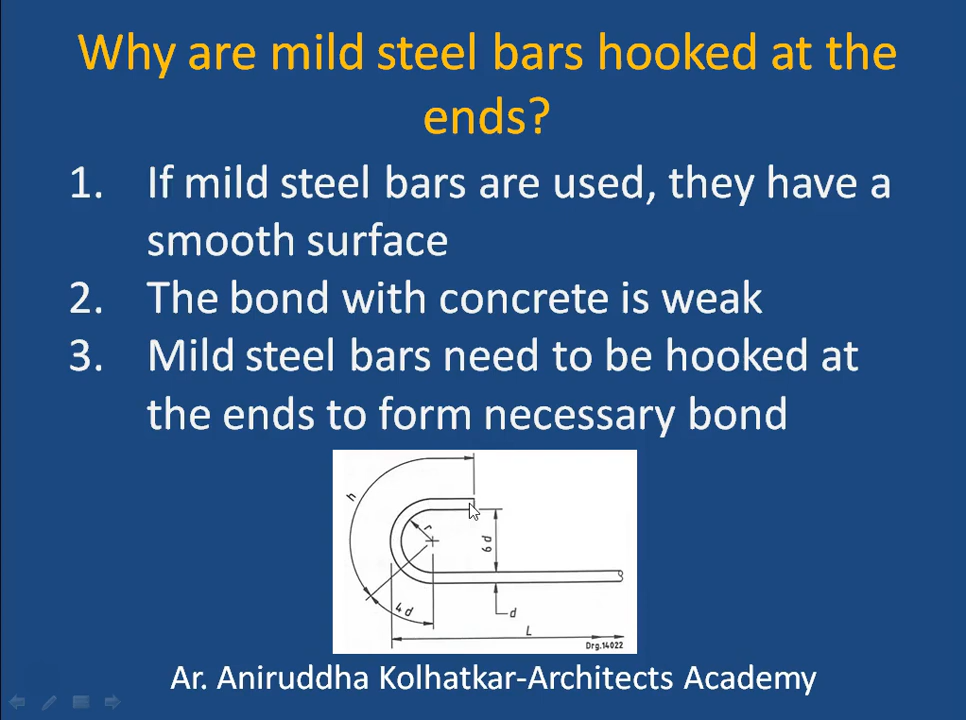 Why are mild steel bars hooked at the
ends?
1. If mild steel bars are used, they have a
smooth surface
2. The bond with concrete is weak
3. Mild steel bars need to be hooked at
the ends to form necessary bond
h
r
6d
4d
d
L
Drg.14022
Ar. Aniruddha Kolhatkar-Architects Academy